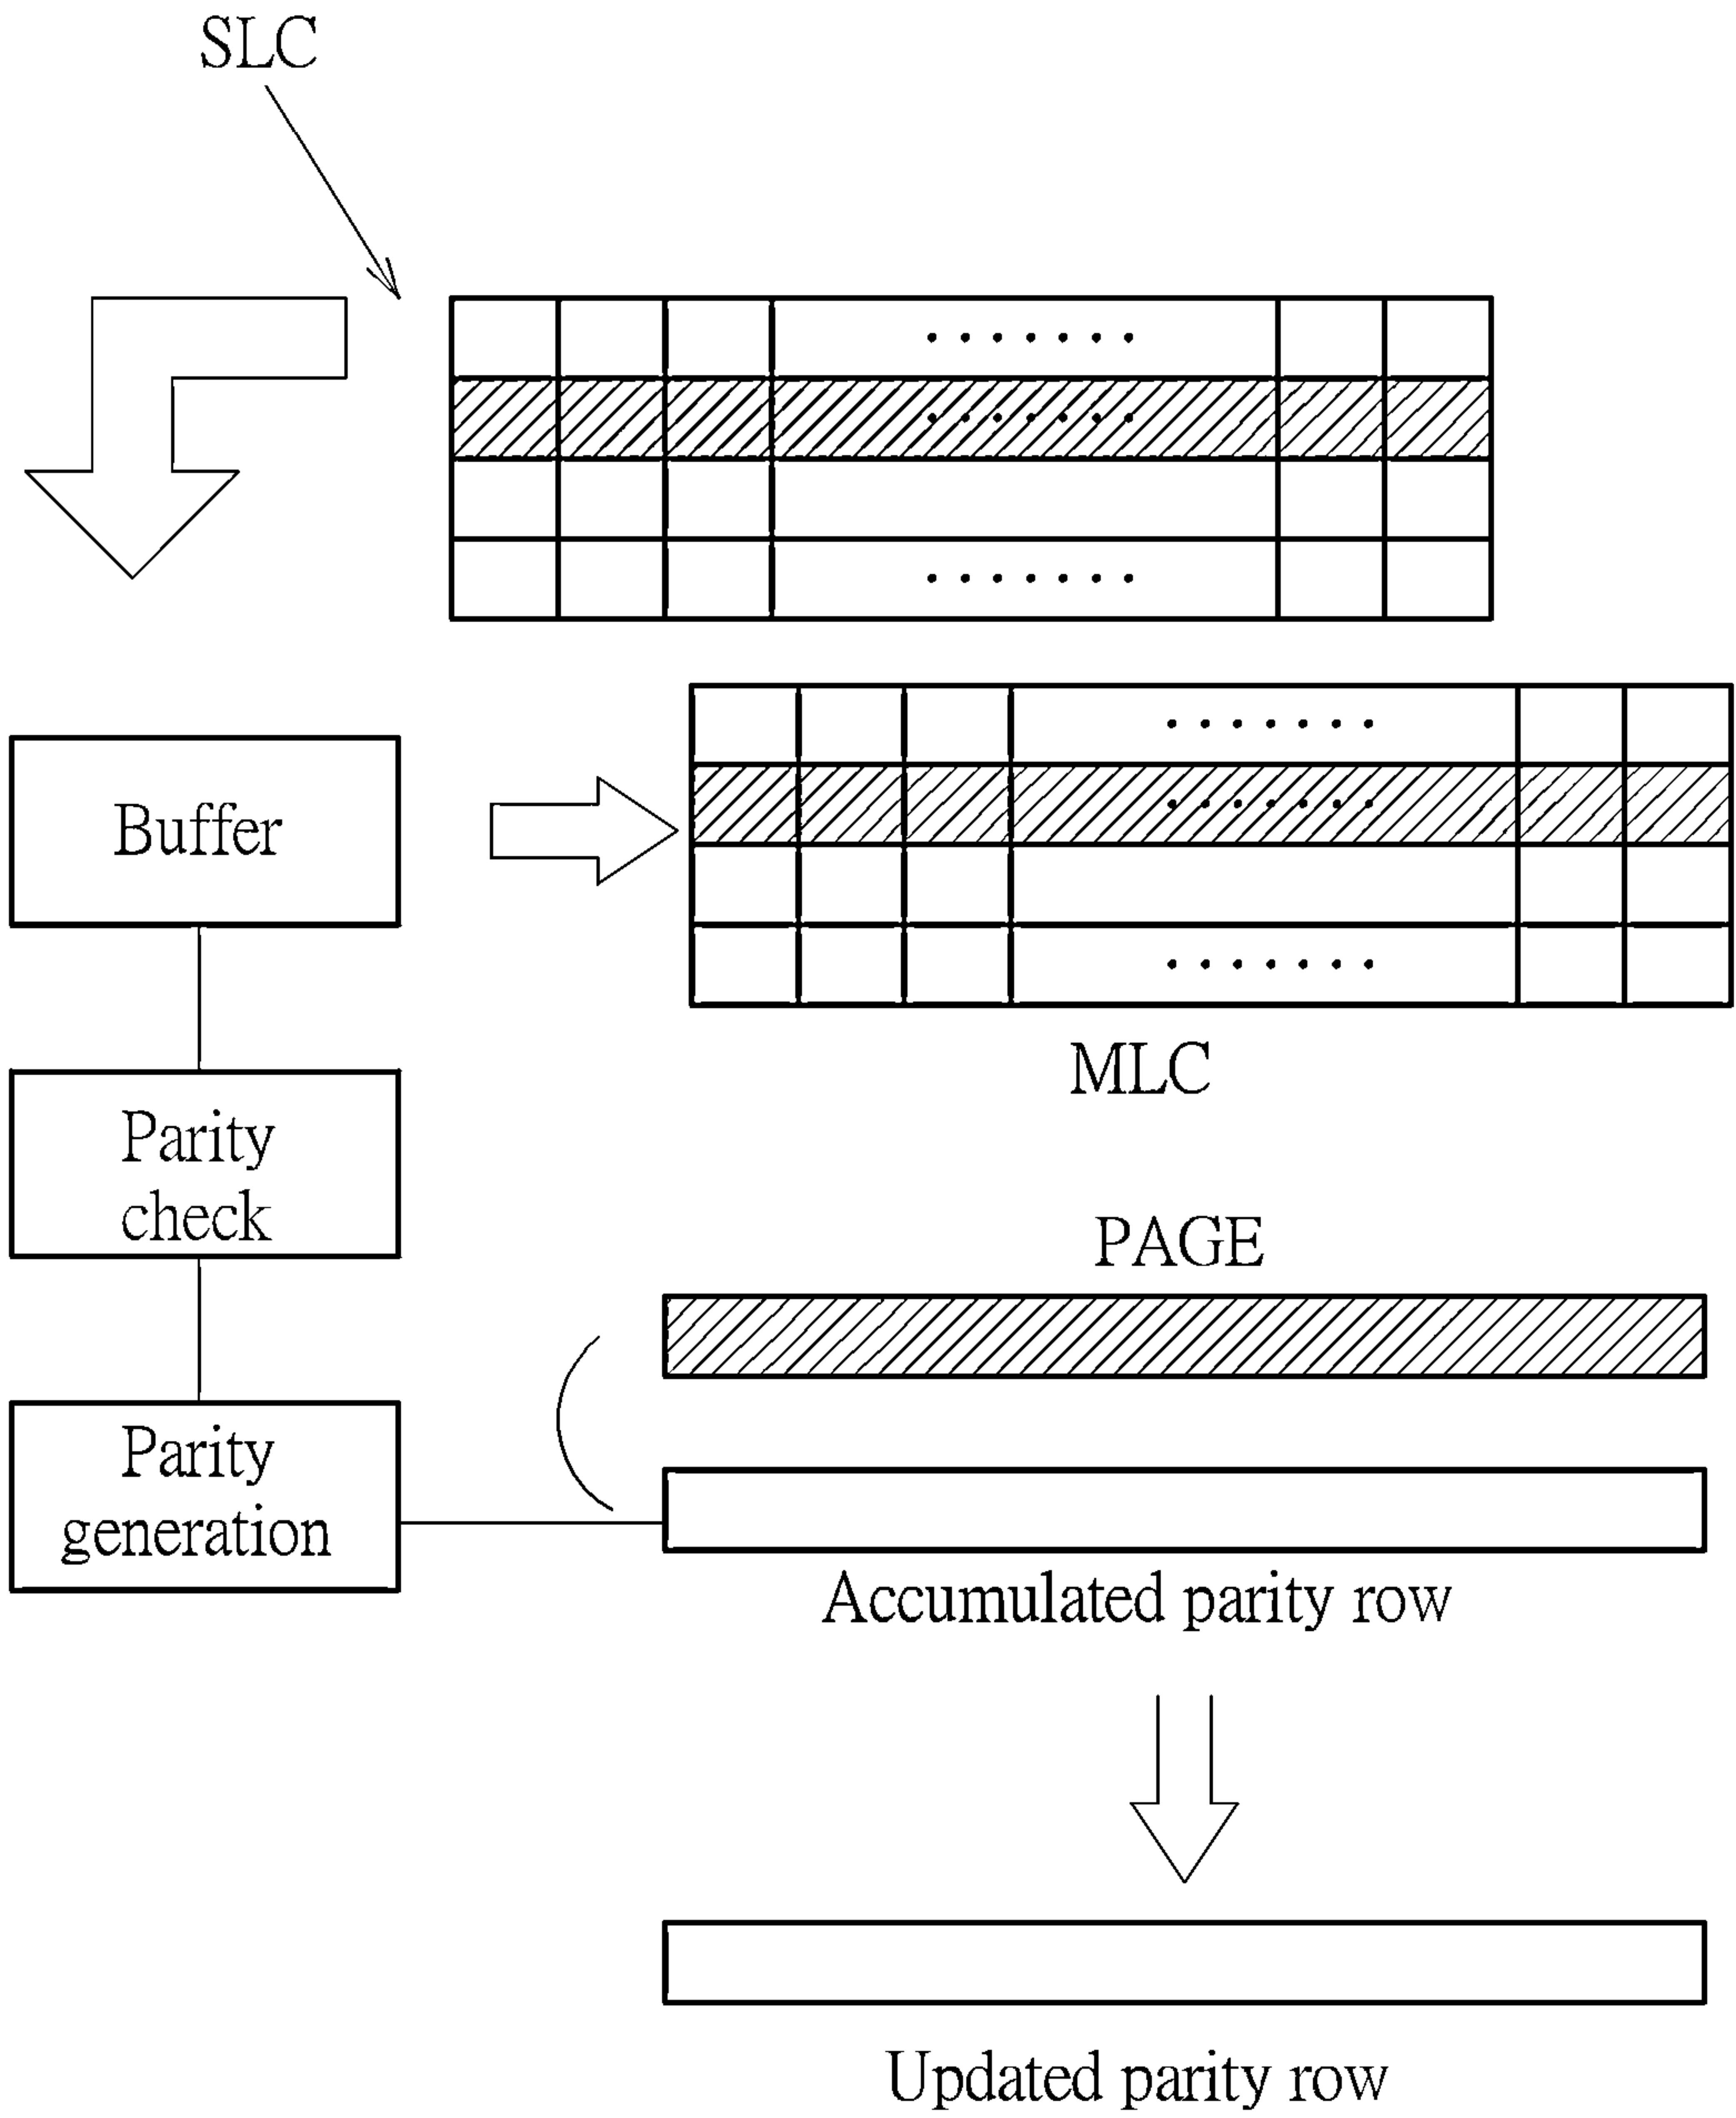 SLC
Buffer
MLC
Parity
check
PAGE
Parity
generation
Accumulated parity row
Updated parity row